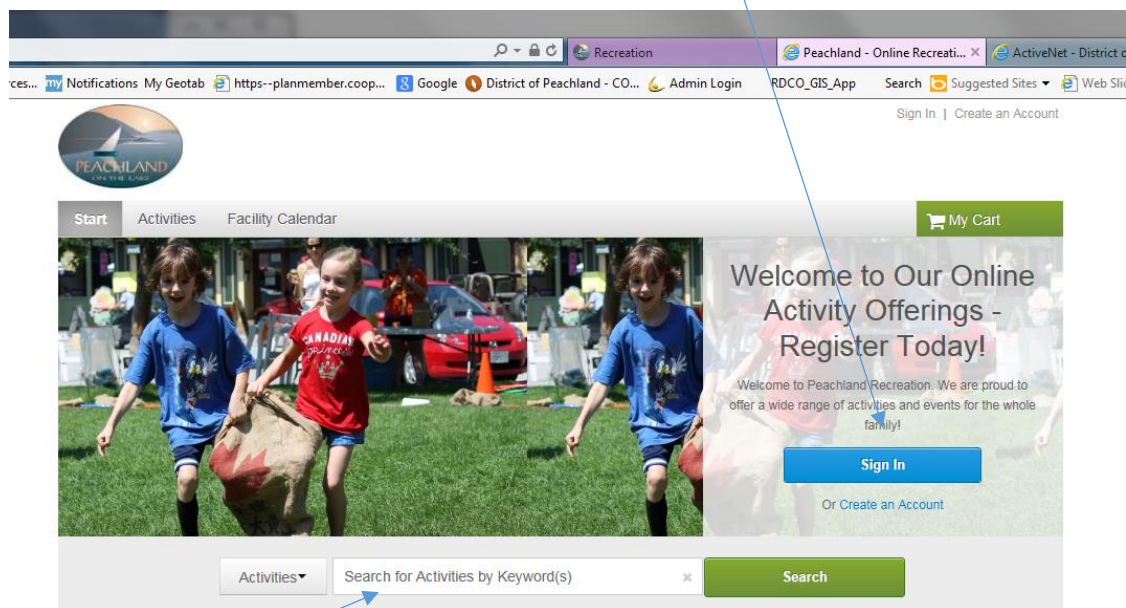 Recreation
Peachland - Online Recreati...
ActiveNet - District
rces...
my Notifications
My Geotab
https--planmember.coop...
Google
District of Peachland - CO...
Admin Login
RDCO_GIS_App
Search
Suggested Sites
Web Slic
Sign In | Create an Account
PEACHLAND
ON THE LAKE
Start
Activities
Facility Calendar
My Cart
CANADIAN
princess
Welcome to Our Online
Activity Offerings -
Register Today!
Welcome to Peachland Recreation. We are proud to
offer a wide range of activities and events for the whole
family!
Sign In
Or Create an Account
Activities
Search for Activities by Keyword(s)
Search